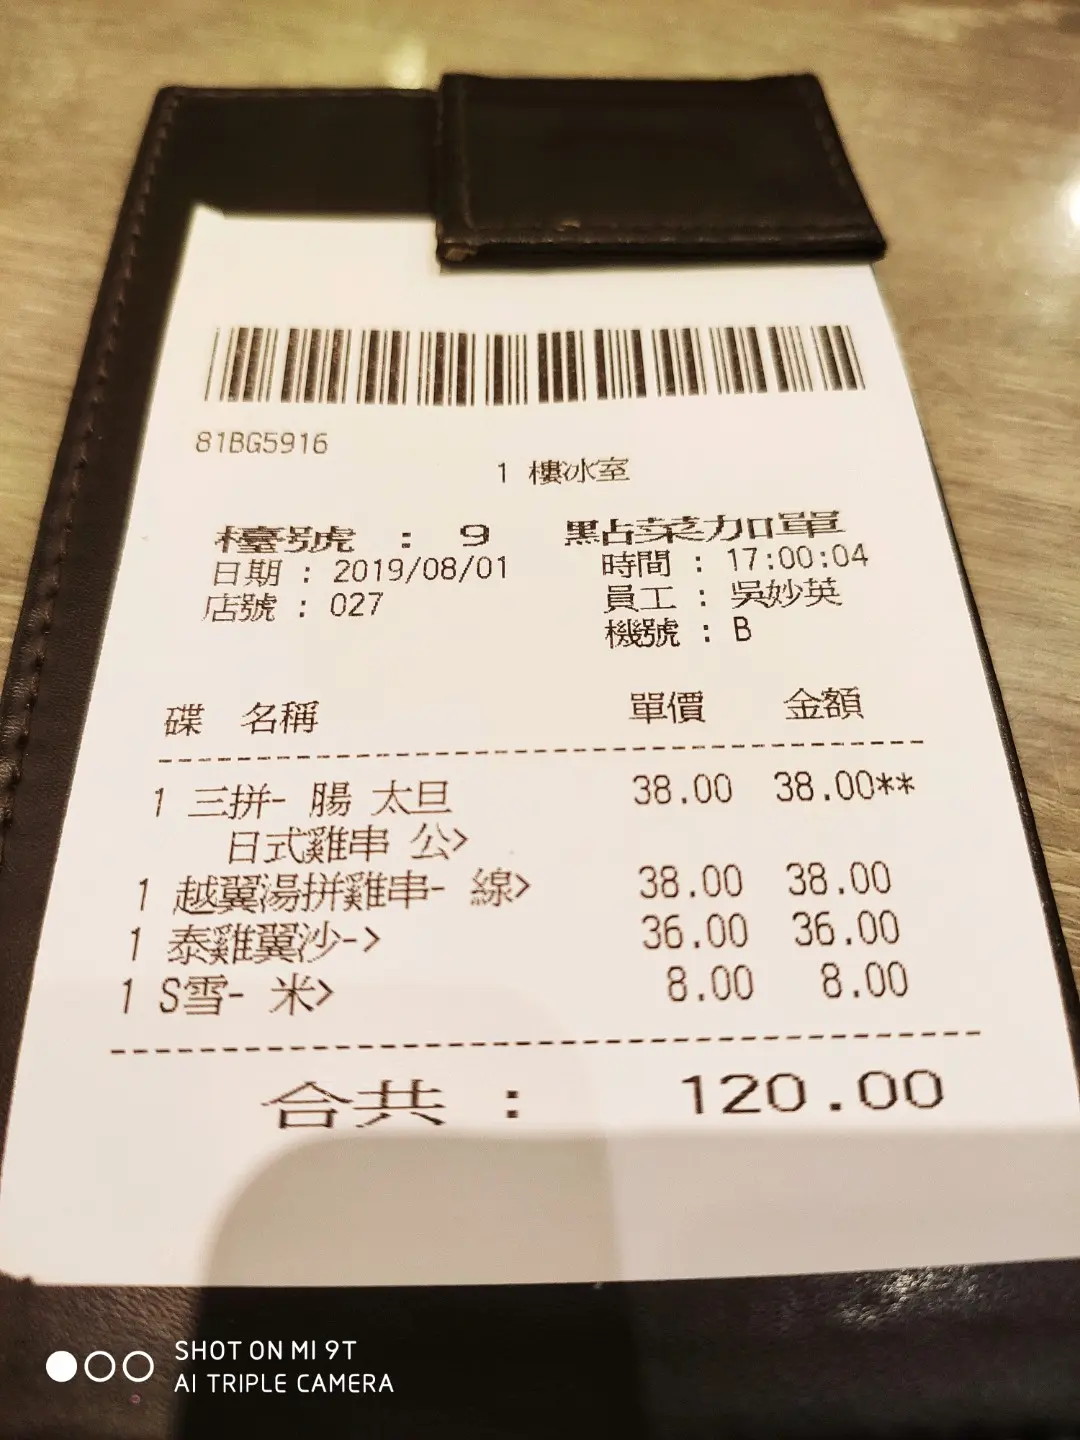 81BG5916
1 樓冰室
檯號 : 9 點菜加單
日期 : 2019/08/01 時間 : 17:00:04
店號 : 027 員工 : 吳妙英
機號 : B
碟 名稱 單價 金額
1 三拼- 腸 太旦 38.00 38.00**
日式雞串 公>
1 越翼湯拼雞串- 線> 38.00 38.00
1 泰雞翼沙-> 36.00 36.00
1 S雪- 米> 8.00 8.00
合共 : 120.00
SHOT ON MI 9T
AI TRIPLE CAMERA